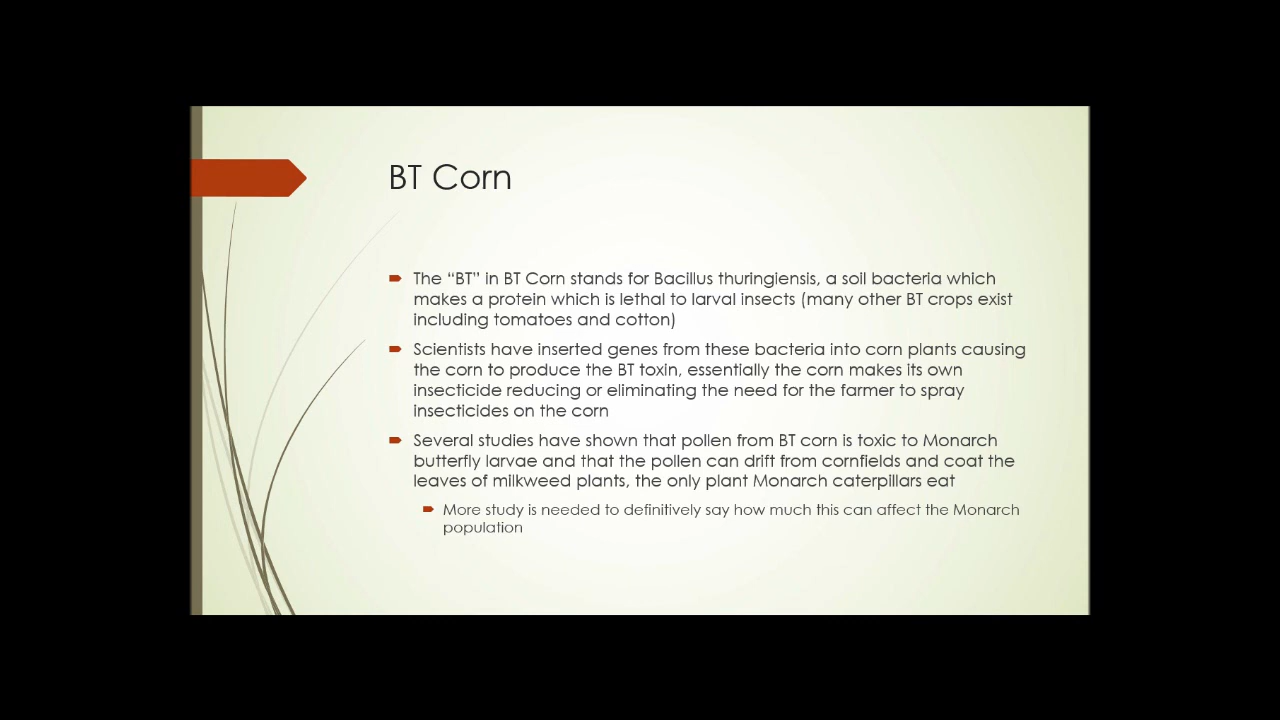 BT Corn
The “BT” in BT Corn stands for Bacillus thuringiensis, a soil bacteria which
makes a protein which is lethal to larval insects (many other BT crops exist
including tomatoes and cotton)
Scientists have inserted genes from these bacteria into corn plants causing
the corn to produce the BT toxin, essentially the corn makes its own
insecticide reducing or eliminating the need for the farmer to spray
insecticides on the corn
Several studies have shown that pollen from BT corn is toxic to Monarch
butterfly larvae and that the pollen can drift from cornfields and coat the
leaves of milkweed plants, the only plant Monarch caterpillars eat
More study is needed to definitively say how much this can affect the Monarch
population